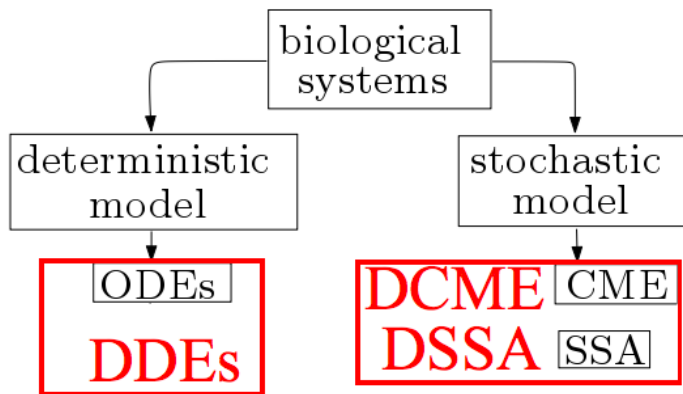 biological
systems
deterministic
model
stochastic
model
ODEs
DDEs
DCME CME
DSSA SSA